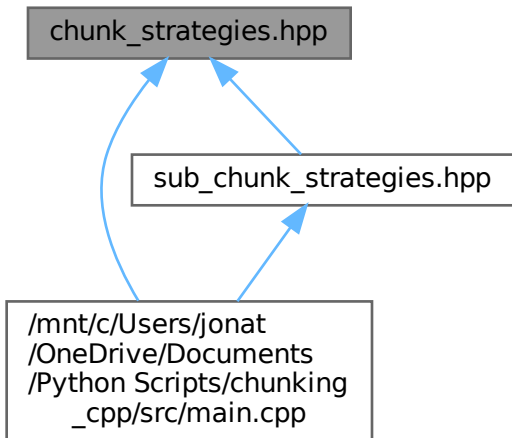 chunk_strategies.hpp
sub_chunk_strategies.hpp
/mnt/c/Users/jonat
/OneDrive/Documents
/Python Scripts/chunking
_cpp/src/main.cpp